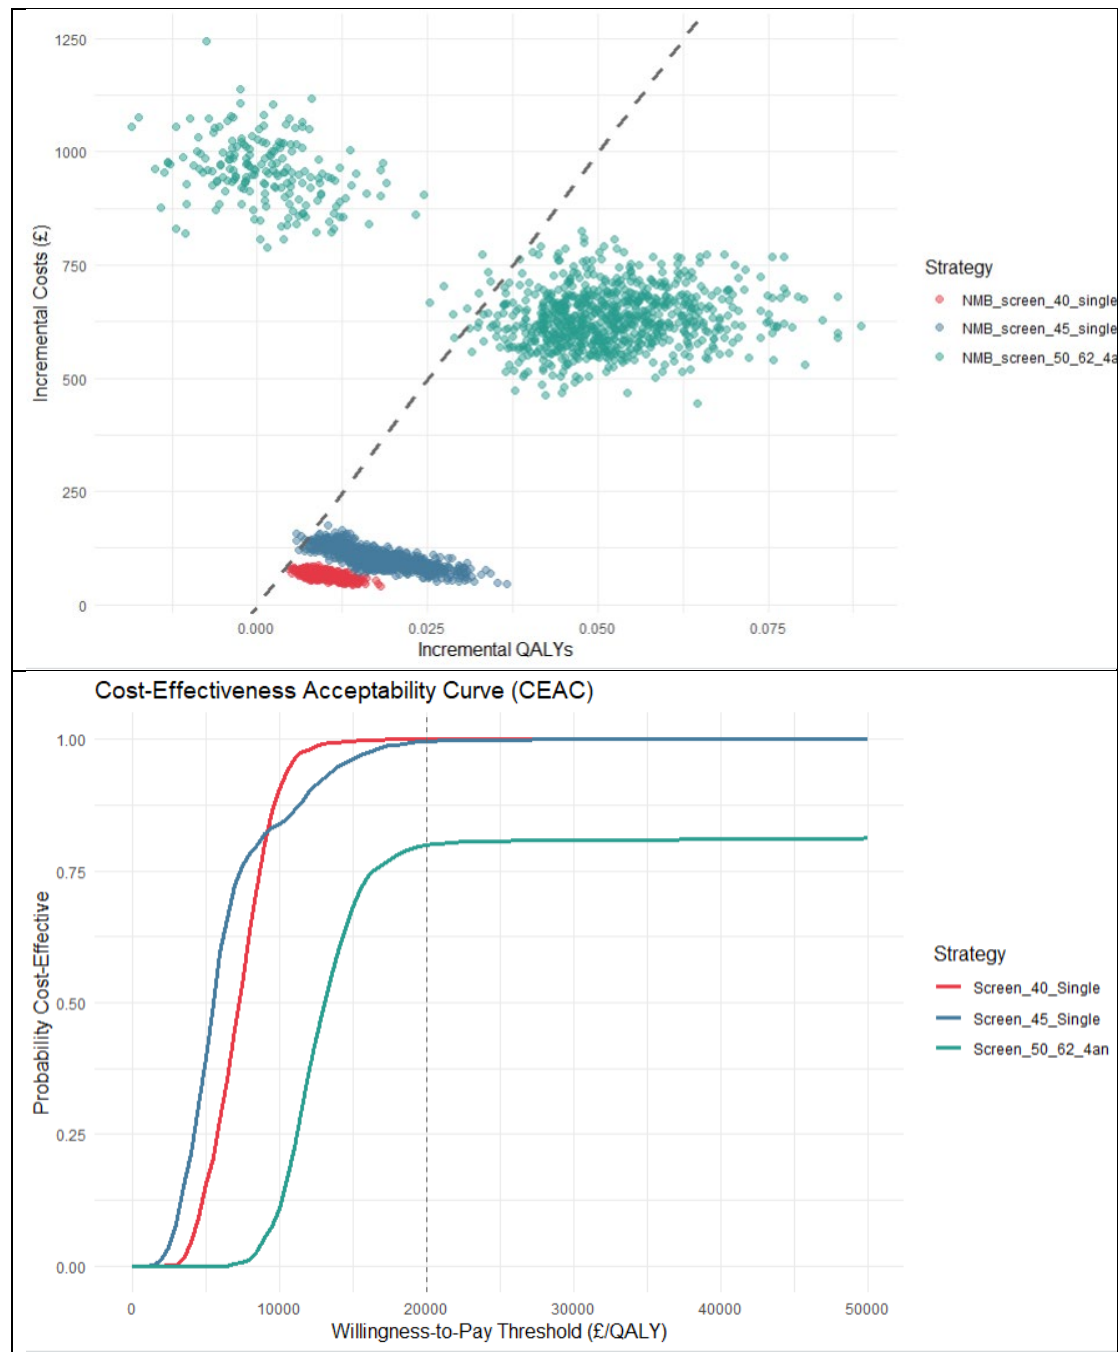 1250
1000
750
500
250
0
Incremental Costs (£)
0.000 0.025 0.050 0.075
Incremental QALYs
Strategy
NMB_screen_40_single
NMB_screen_45_single
NMB_screen_50_62_4a
Cost-Effectiveness Acceptability Curve (CEAC)
1.00
0.75
0.50
0.25
0.00
Probability Cost-Effective
0 10000 20000 30000 40000 50000
Willingness-to-Pay Threshold (£/QALY)
Strategy
Screen_40_Single
Screen_45_Single
Screen_50_62_4an